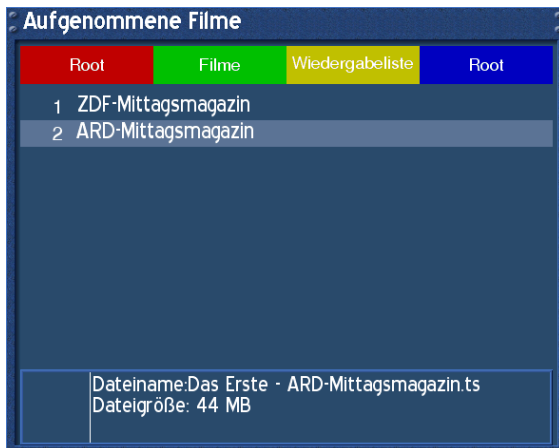 Aufgenommene Filme
Root Filme Wiedergabeliste Root
1 ZDF-Mittagsmagazin
2 ARD-Mittagsmagazin
Dateiname:Das Erste - ARD-Mittagsmagazin.ts
Dateigröße: 44 MB